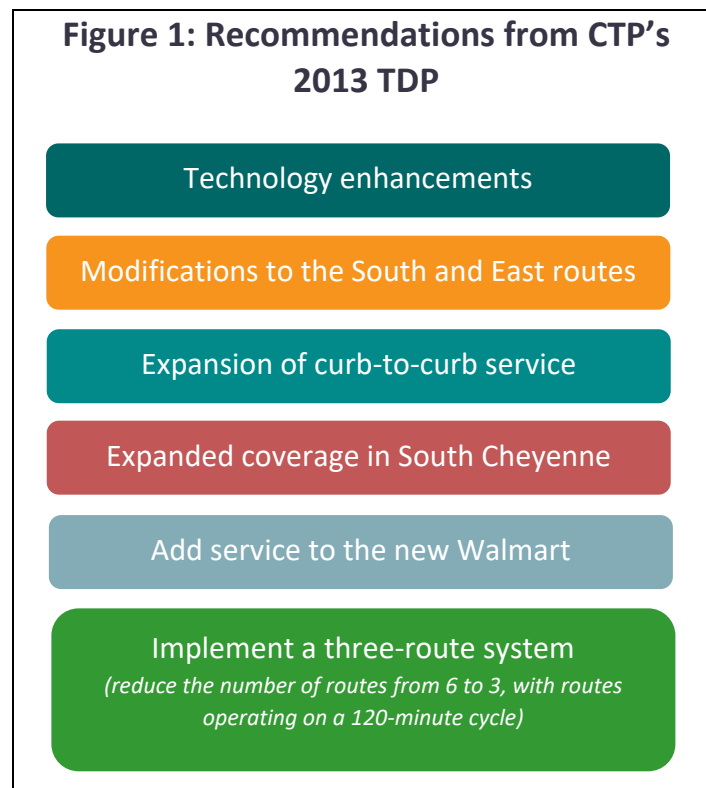 Figure 1: Recommendations from CTP’s
2013 TDP
Technology enhancements
Modifications to the South and East routes
Expansion of curb-to-curb service
Expanded coverage in South Cheyenne
Add service to the new Walmart
Implement a three-route system
(reduce the number of routes from 6 to 3, with routes
operating on a 120-minute cycle)